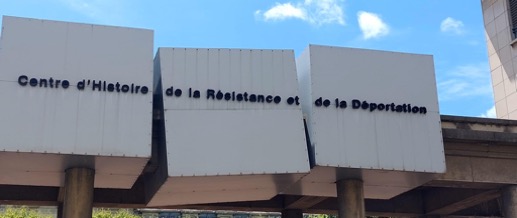 Centre d'Histoire de la Résistance et de la Déportation